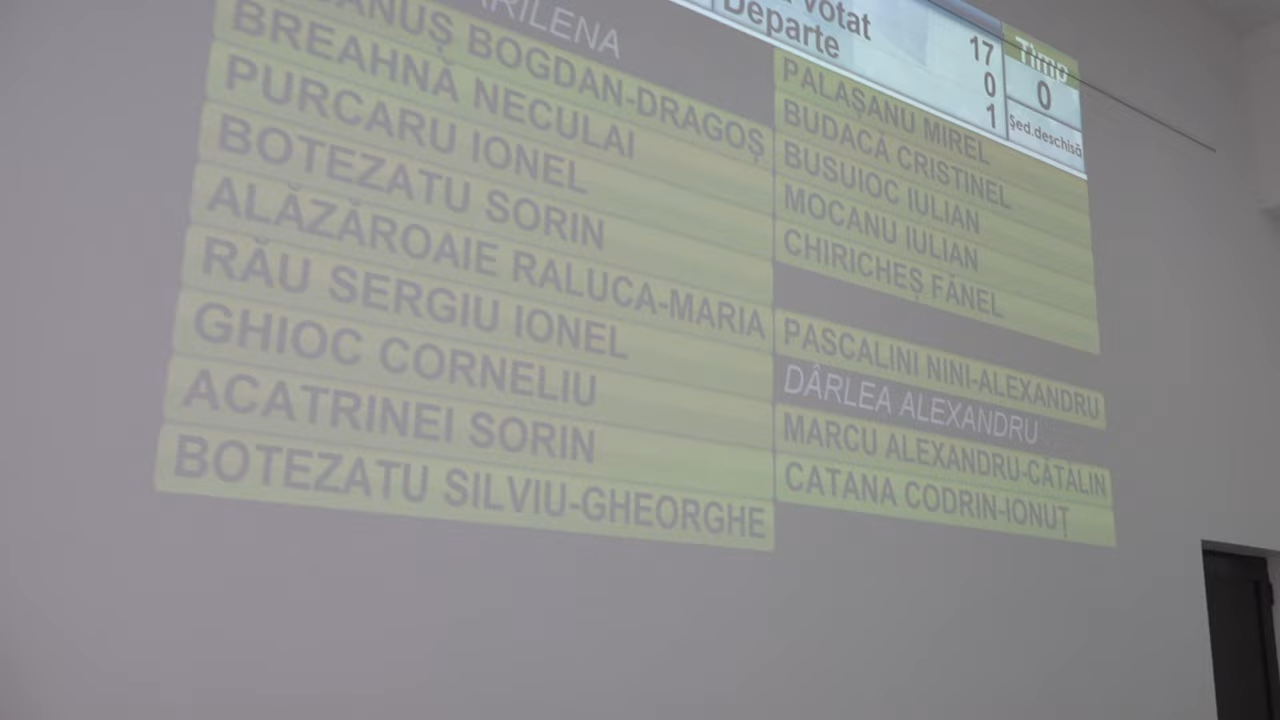 votat
Departe
17
0
1
Timp
0
Şed.deschisă
BOGDAN-DRAGOȘ
BREAHNĂ NECULAI
PURCARU IONEL
BOTEZATU SORIN
ALĂZĂROAIE RALUCA-MARIA
RĂU SERGIU IONEL
GHIOC CORNELIU
ACATRINEI SORIN
BOTEZATU SILVIU-GHEORGHE
PALAȘANU MIREL
BUDACĂ CRISTINEL
BUSUIOC IULIAN
MOCANU IULIAN
CHIRICHEȘ FĂNEL
PASCALINI NINI-ALEXANDRU
DÂRLEA ALEXANDRU
MARCU ALEXANDRU-CĂTĂLIN
CATANA CODRIN-IONUȚ